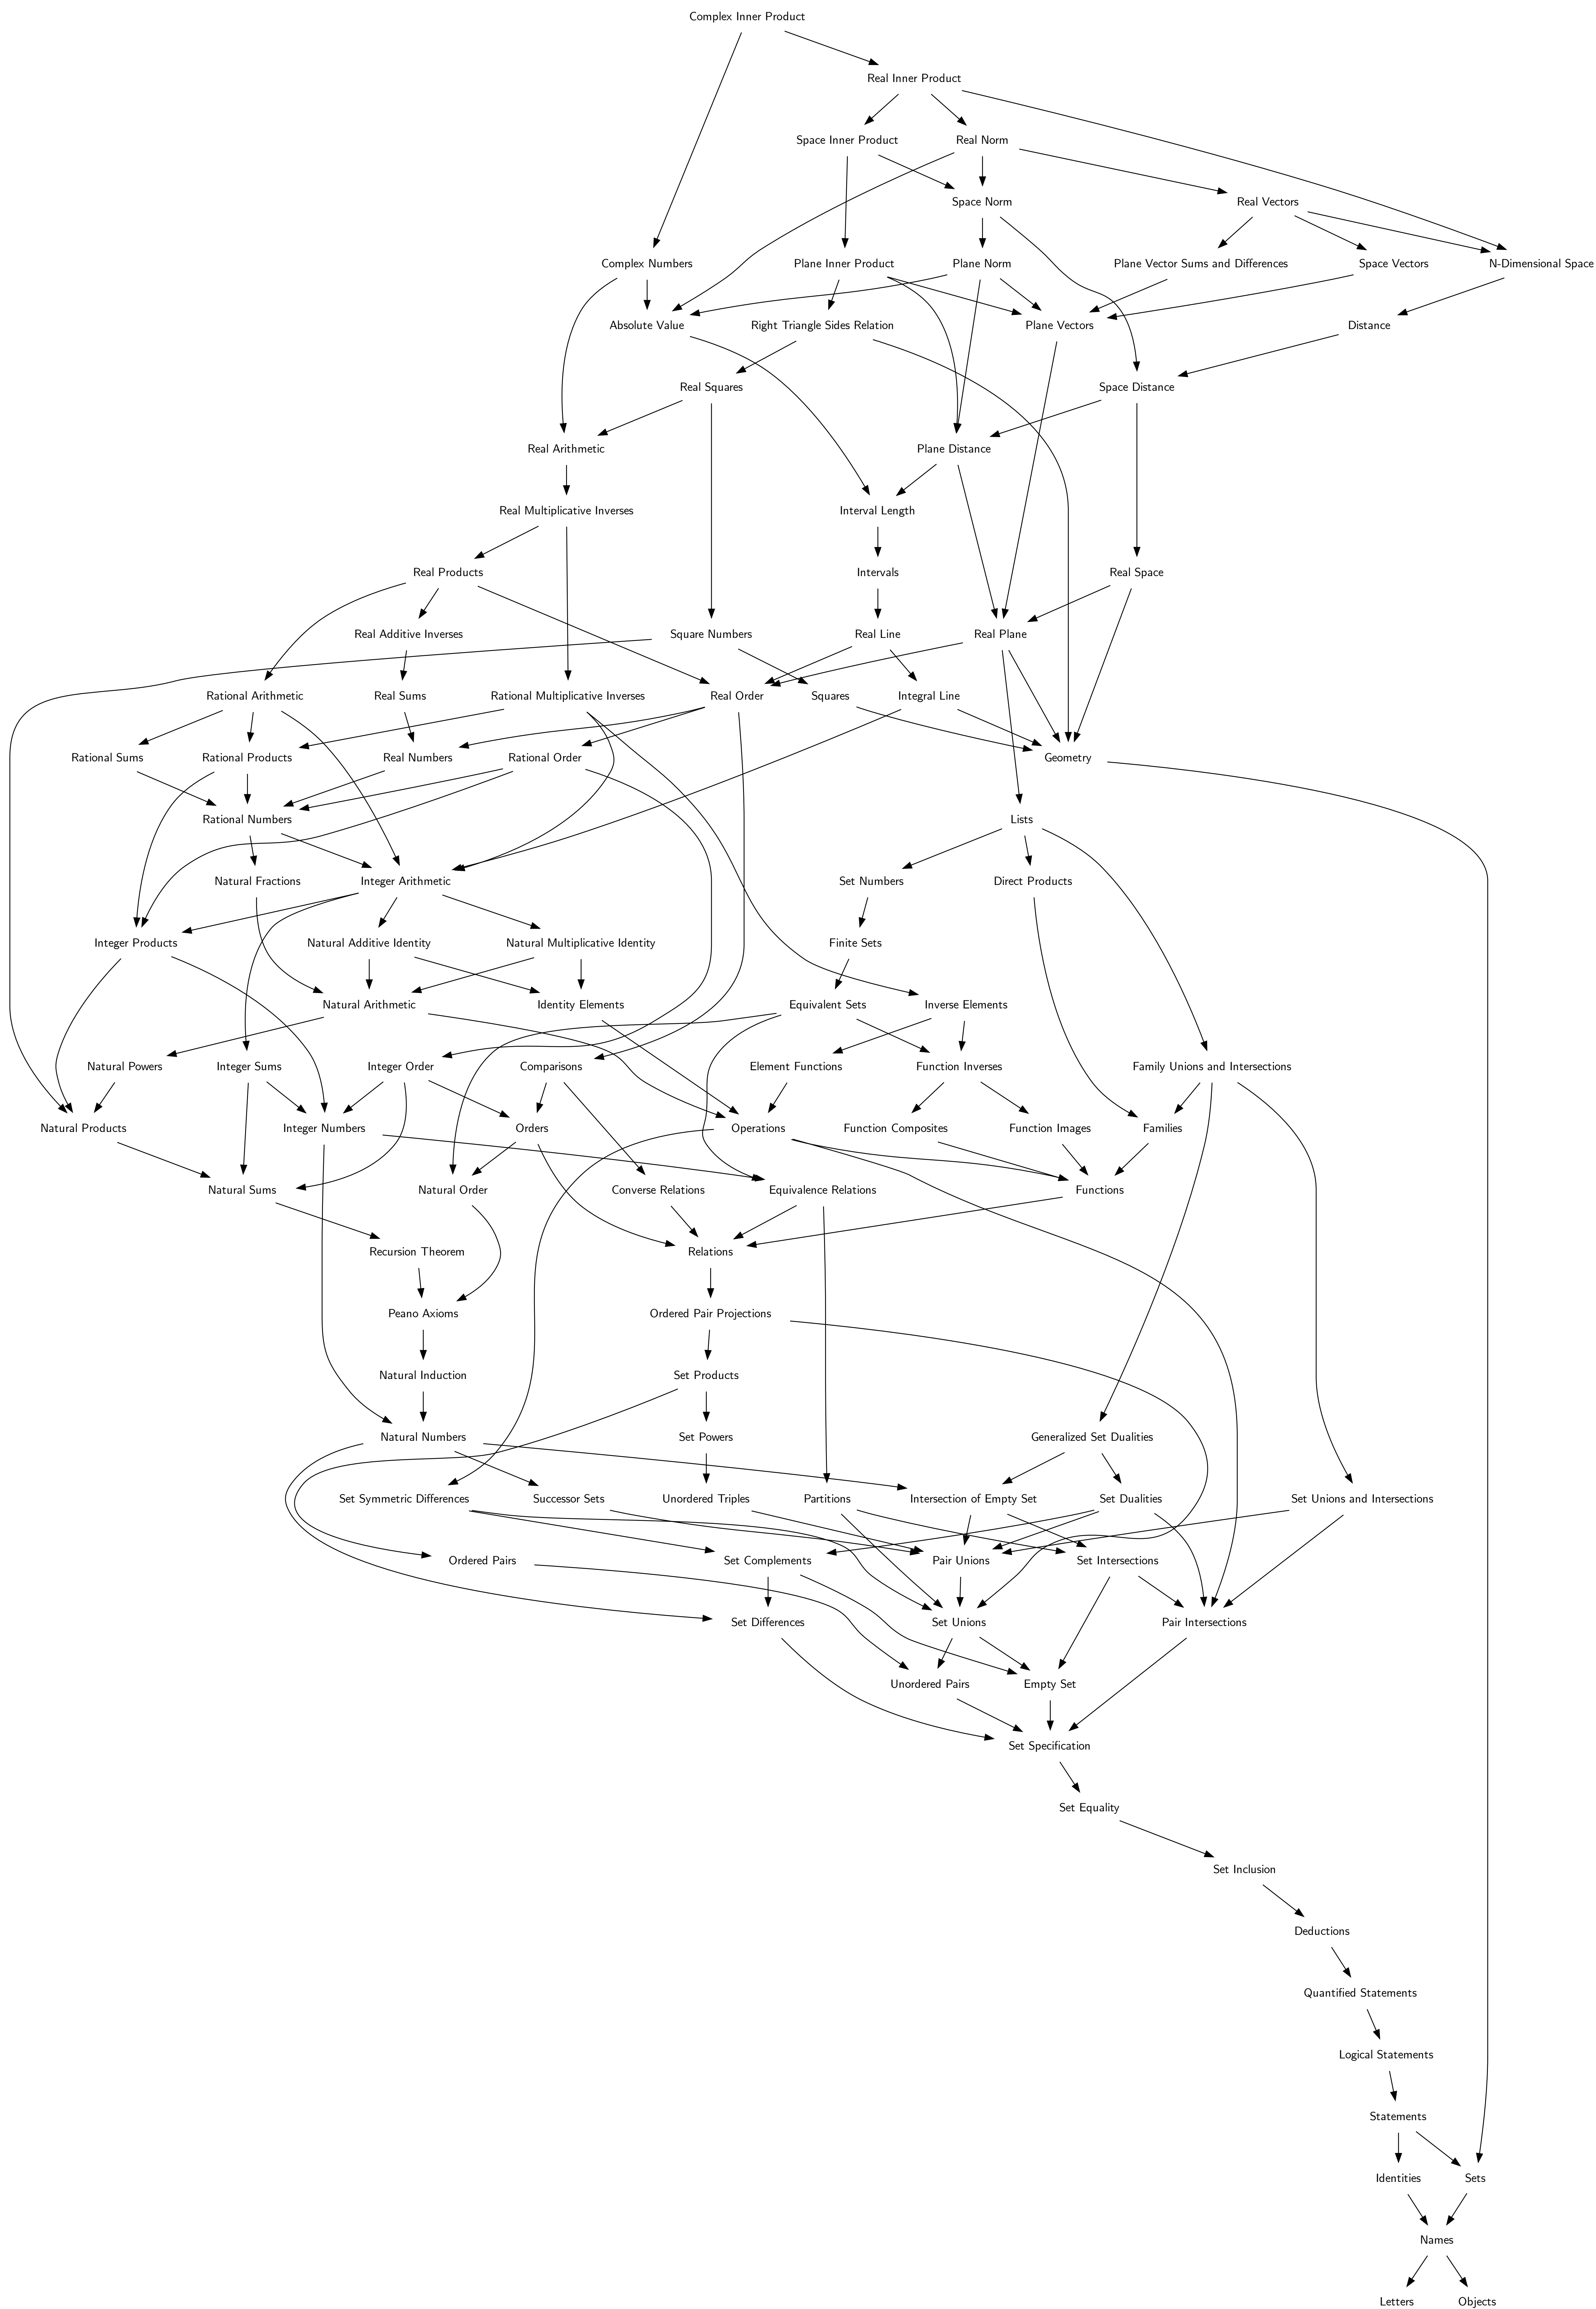 Complex Inner Product
Real Inner Product
Space Inner Product
Real Norm
Space Norm
Real Vectors
Complex Numbers
Plane Inner Product
Plane Norm
Plane Vector Sums and Differences
Space Vectors
N-Dimensional Space
Absolute Value
Right Triangle Sides Relation
Plane Vectors
Distance
Real Squares
Space Distance
Real Arithmetic
Plane Distance
Real Multiplicative Inverses
Interval Length
Real Products
Intervals
Real Space
Real Additive Inverses
Square Numbers
Real Line
Real Plane
Rational Arithmetic
Real Sums
Rational Multiplicative Inverses
Real Order
Squares
Integral Line
Rational Sums
Rational Products
Real Numbers
Rational Order
Geometry
Rational Numbers
Lists
Natural Fractions
Integer Arithmetic
Set Numbers
Direct Products
Integer Products
Natural Additive Identity
Natural Multiplicative Identity
Finite Sets
Natural Arithmetic
Identity Elements
Equivalent Sets
Inverse Elements
Natural Powers
Integer Sums
Integer Order
Comparisons
Element Functions
Function Inverses
Family Unions and Intersections
Natural Products
Integer Numbers
Orders
Operations
Function Composites
Function Images
Families
Natural Sums
Natural Order
Converse Relations
Equivalence Relations
Functions
Recursion Theorem
Relations
Peano Axioms
Ordered Pair Projections
Natural Induction
Set Products
Natural Numbers
Set Powers
Generalized Set Dualities
Set Symmetric Differences
Successor Sets
Unordered Triples
Partitions
Intersection of Empty Set
Set Dualities
Set Unions and Intersections
Ordered Pairs
Set Complements
Pair Unions
Set Intersections
Set Differences
Set Unions
Pair Intersections
Unordered Pairs
Empty Set
Set Specification
Set Equality
Set Inclusion
Deductions
Quantified Statements
Logical Statements
Statements
Identities
Sets
Names
Letters
Objects